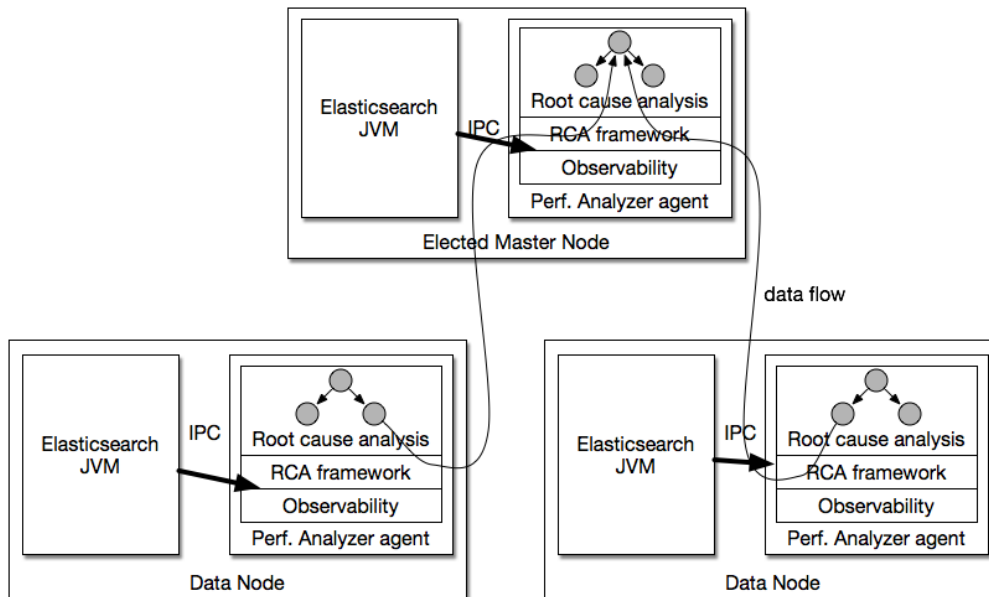 Elasticsearch
JVM
IPC
Root cause analysis
RCA framework
Observability
Perf. Analyzer agent
Elected Master Node
data flow
Elasticsearch
JVM
IPC
Root cause analysis
RCA framework
Observability
Perf. Analyzer agent
Data Node
Elasticsearch
JVM
IPC
Root cause analysis
RCA framework
Observability
Perf. Analyzer agent
Data Node